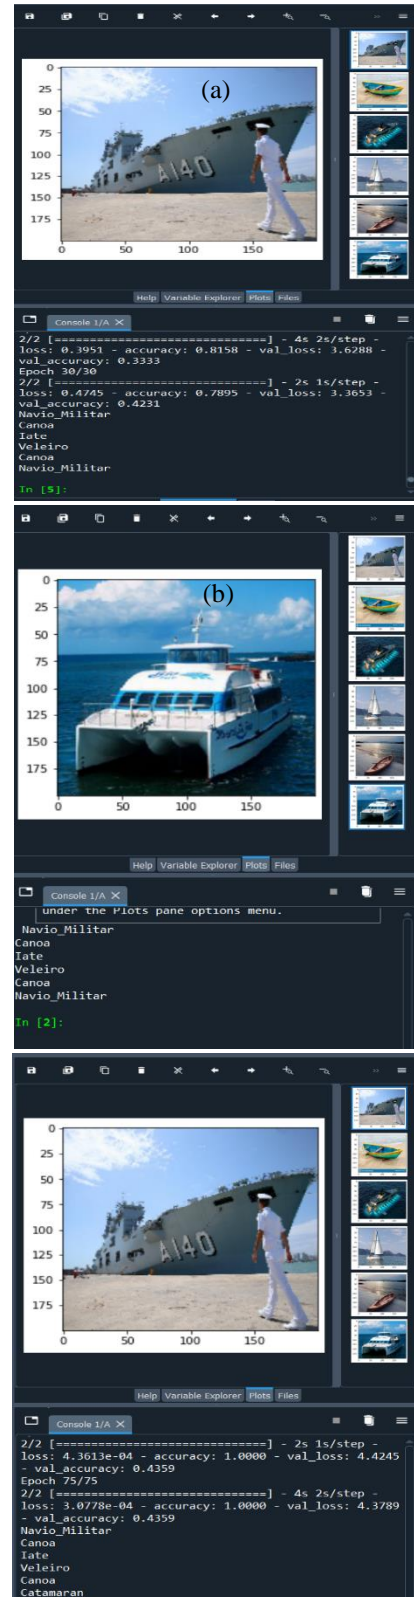 (a)
0
25
50
75
100
125
150
175
A140
0 50 100 150
Help Variable Explorer Plots Files
Console 1/A X
2/2 [==============================] - 4s 2s/step -
loss: 0.3951 - accuracy: 0.8158 - val_loss: 3.6288 -
val_accuracy: 0.3333
Epoch 30/30
2/2 [==============================] - 2s 1s/step -
loss: 0.4745 - accuracy: 0.7895 - val_loss: 3.3653 -
val_accuracy: 0.4231
Navio_Militar
Canoa
Iate
Veleiro
Canoa
Navio_Militar
In [5]:
(b)
0
25
50
75
100
125
150
175
0 50 100 150
Help Variable Explorer Plots Files
Console 1/A X
under the Plots pane options menu.
Navio_Militar
Canoa
Iate
Veleiro
Canoa
Navio_Militar
In [2]:
0
25
50
75
100
125
150
175
A140
0 50 100 150
Help Variable Explorer Plots Files
Console 1/A X
2/2 [==============================] - 2s 1s/step -
loss: 4.3613e-04 - accuracy: 1.0000 - val_loss: 4.4245
- val_accuracy: 0.4359
Epoch 75/75
2/2 [==============================] - 4s 2s/step -
loss: 3.0778e-04 - accuracy: 1.0000 - val_loss: 4.3789
- val_accuracy: 0.4359
Navio_Militar
Canoa
Iate
Veleiro
Canoa
Catamaran